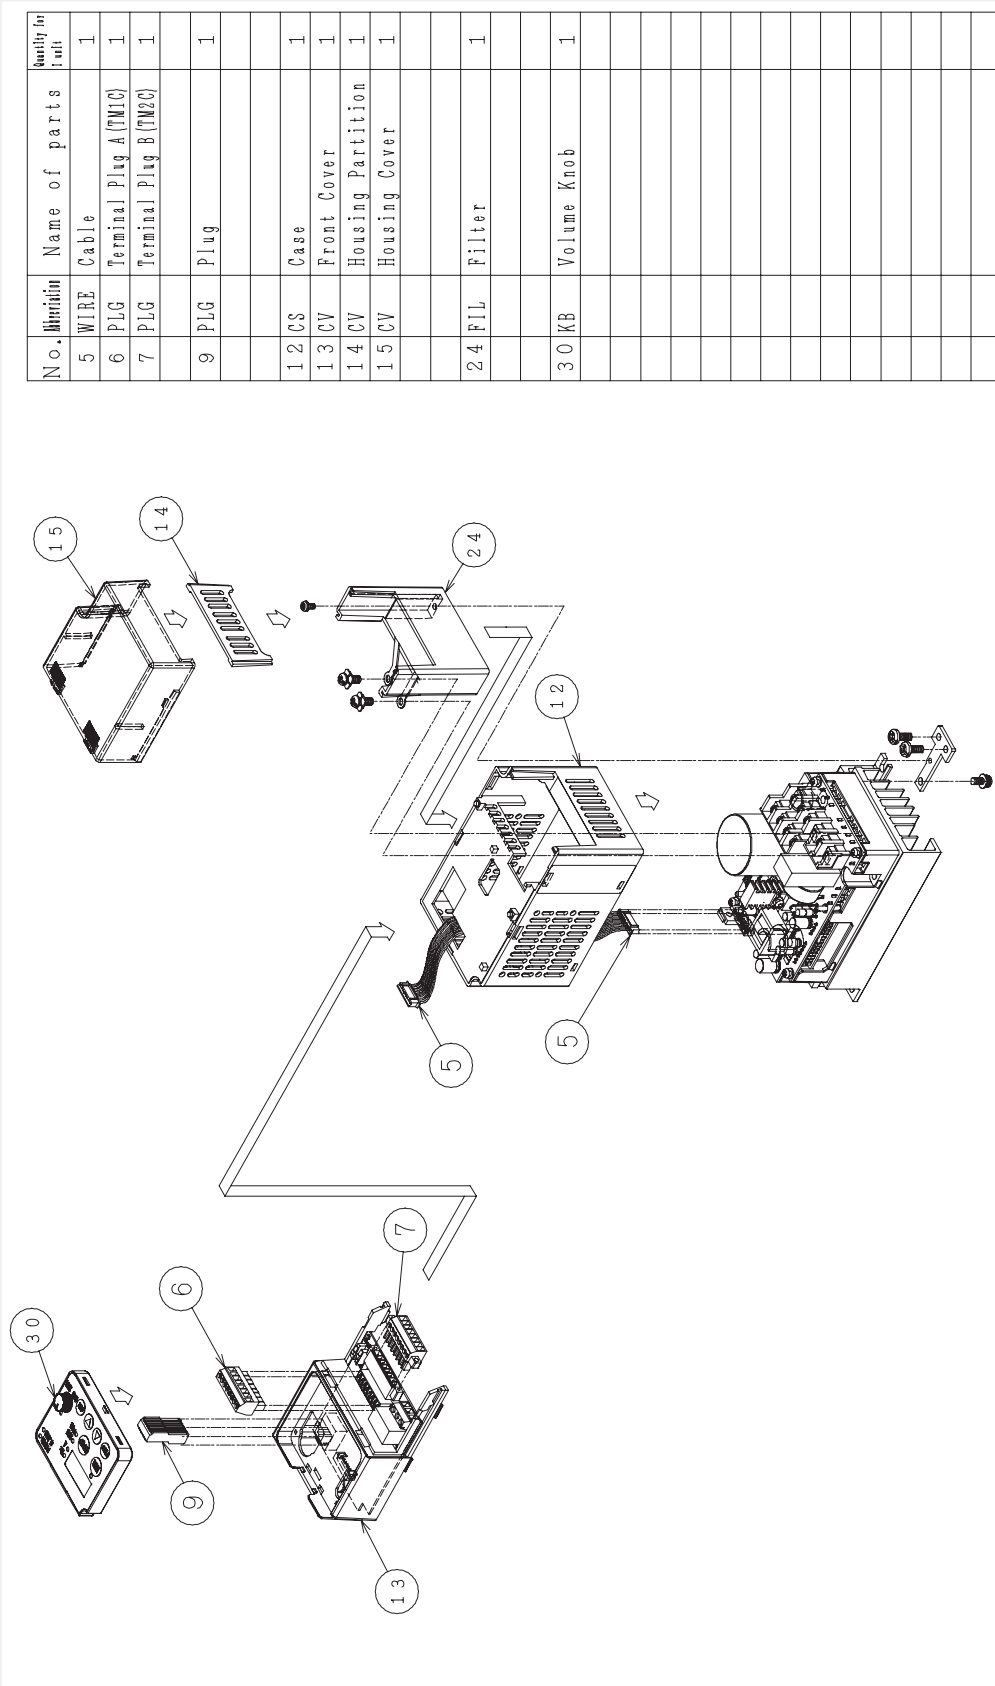 No. Abbreviation Name of parts Quantity for 1 unit
5 WIRE Cable 1
6 PLG Terminal Plug A(TM1C) 1
7 PLG Terminal Plug B(TM2C) 1
9 PLG Plug 1
12 CS Case 1
13 CV Front Cover 1
14 CV Housing Partition 1
15 CV Housing Cover 1
24 FIL Filter 1
30 KB Volume Knob 1
30
6
7
9
13
5
5
15
14
24
12